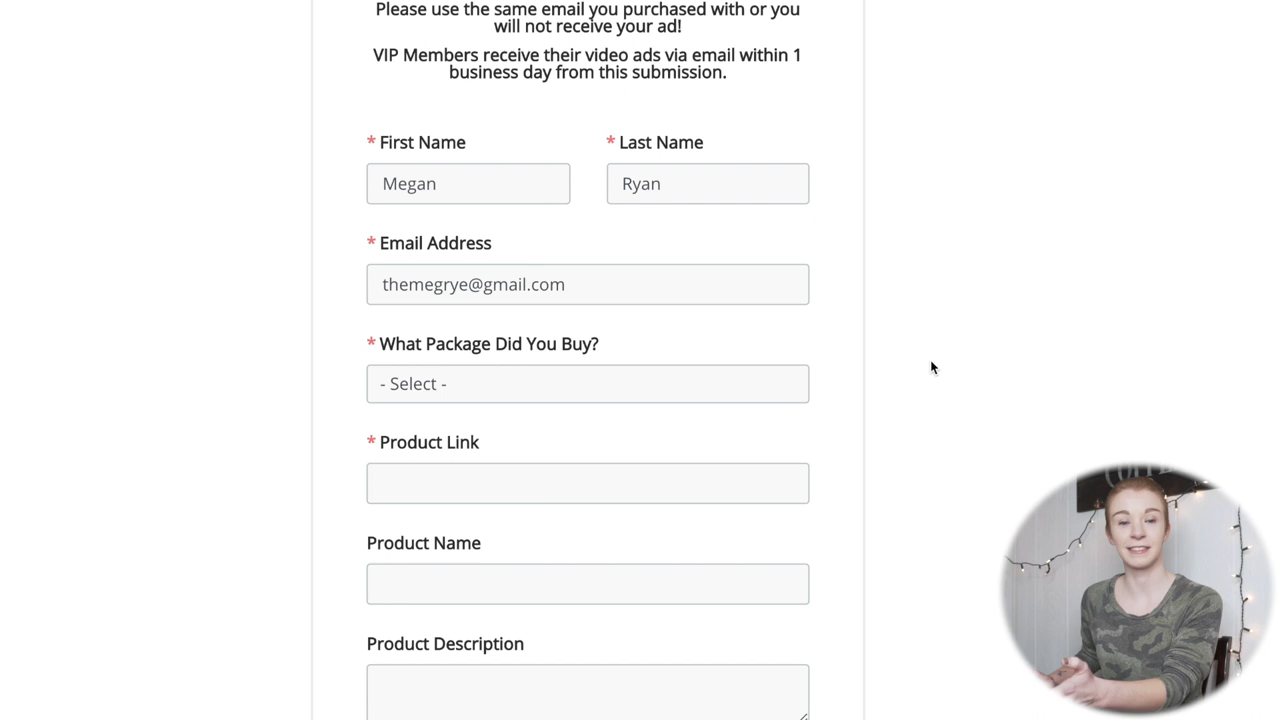 Please use the same email you purchased with or you
will not receive your ad!
VIP Members receive their video ads via email within 1
business day from this submission.
* First Name
* Last Name
Megan
Ryan
* Email Address
themegrye@gmail.com
* What Package Did You Buy?
- Select -
* Product Link
Product Name
Product Description